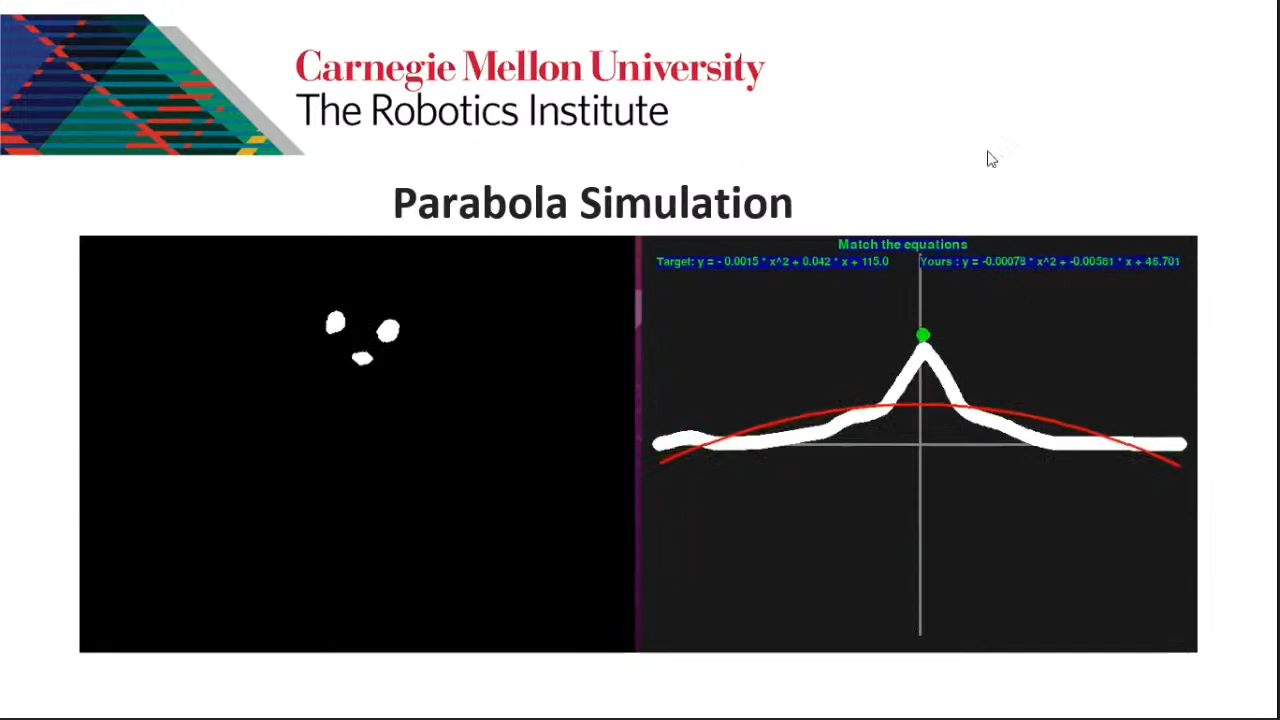 Carnegie Mellon University
The Robotics Institute
Parabola Simulation
Match the equations
Target: y = - 0.0015 * x^2 + 0.042 * x + 115.0
Yours : y = -0.00078 * x^2 + -0.00581 * x + 46.701